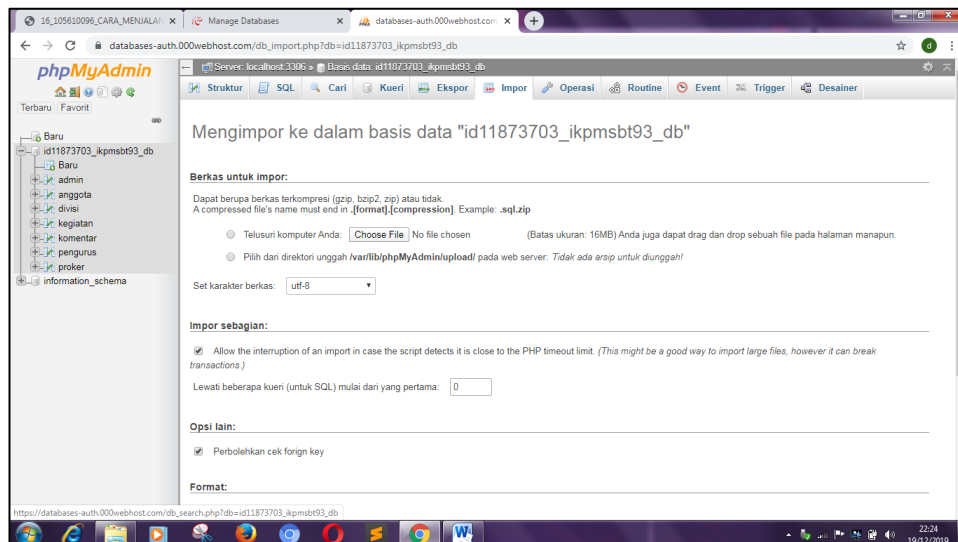 16_105610096_CARA_MENJALAN
Manage Databases
databases-auth.000webhost.com
databases-auth.000webhost.com/db_import.php?db=id11873703_ikpmsbt93_db
d
phpMyAdmin
Terbaru Favorit
Baru
id11873703_ikpmsbt93_db
Baru
admin
anggota
divisi
kegiatan
komentar
pengurus
proker
information_schema
Server: localhost:3306 » Basis data: id11873703_ikpmsbt93_db
Struktur SQL Cari Kueri Ekspor Impor Operasi Routine Event Trigger Desainer
Mengimpor ke dalam basis data "id11873703_ikpmsbt93_db"
Berkas untuk impor:
Dapat berupa berkas terkompresi (gzip, bzip2, zip) atau tidak.
A compressed file's name must end in .[format].[compression]. Example: .sql.zip
Telusuri komputer Anda: Choose File No file chosen (Batas ukuran: 16MB) Anda juga dapat drag dan drop sebuah file pada halaman manapun.
Pilih dari direktori unggah /var/lib/phpMyAdmin/upload/ pada web server: Tidak ada arsip untuk diunggah!
Set karakter berkas: utf-8
Impor sebagian:
Allow the interruption of an import in case the script detects it is close to the PHP timeout limit. (This might be a good way to import large files, however it can break
transactions.)
Lewati beberapa kueri (untuk SQL) mulai dari yang pertama: 0
Opsi lain:
Perbolehkan cek forign key
Format:
https://databases-auth.000webhost.com/db_search.php?db=id11873703_ikpmsbt93_db
22:24
19/12/2019